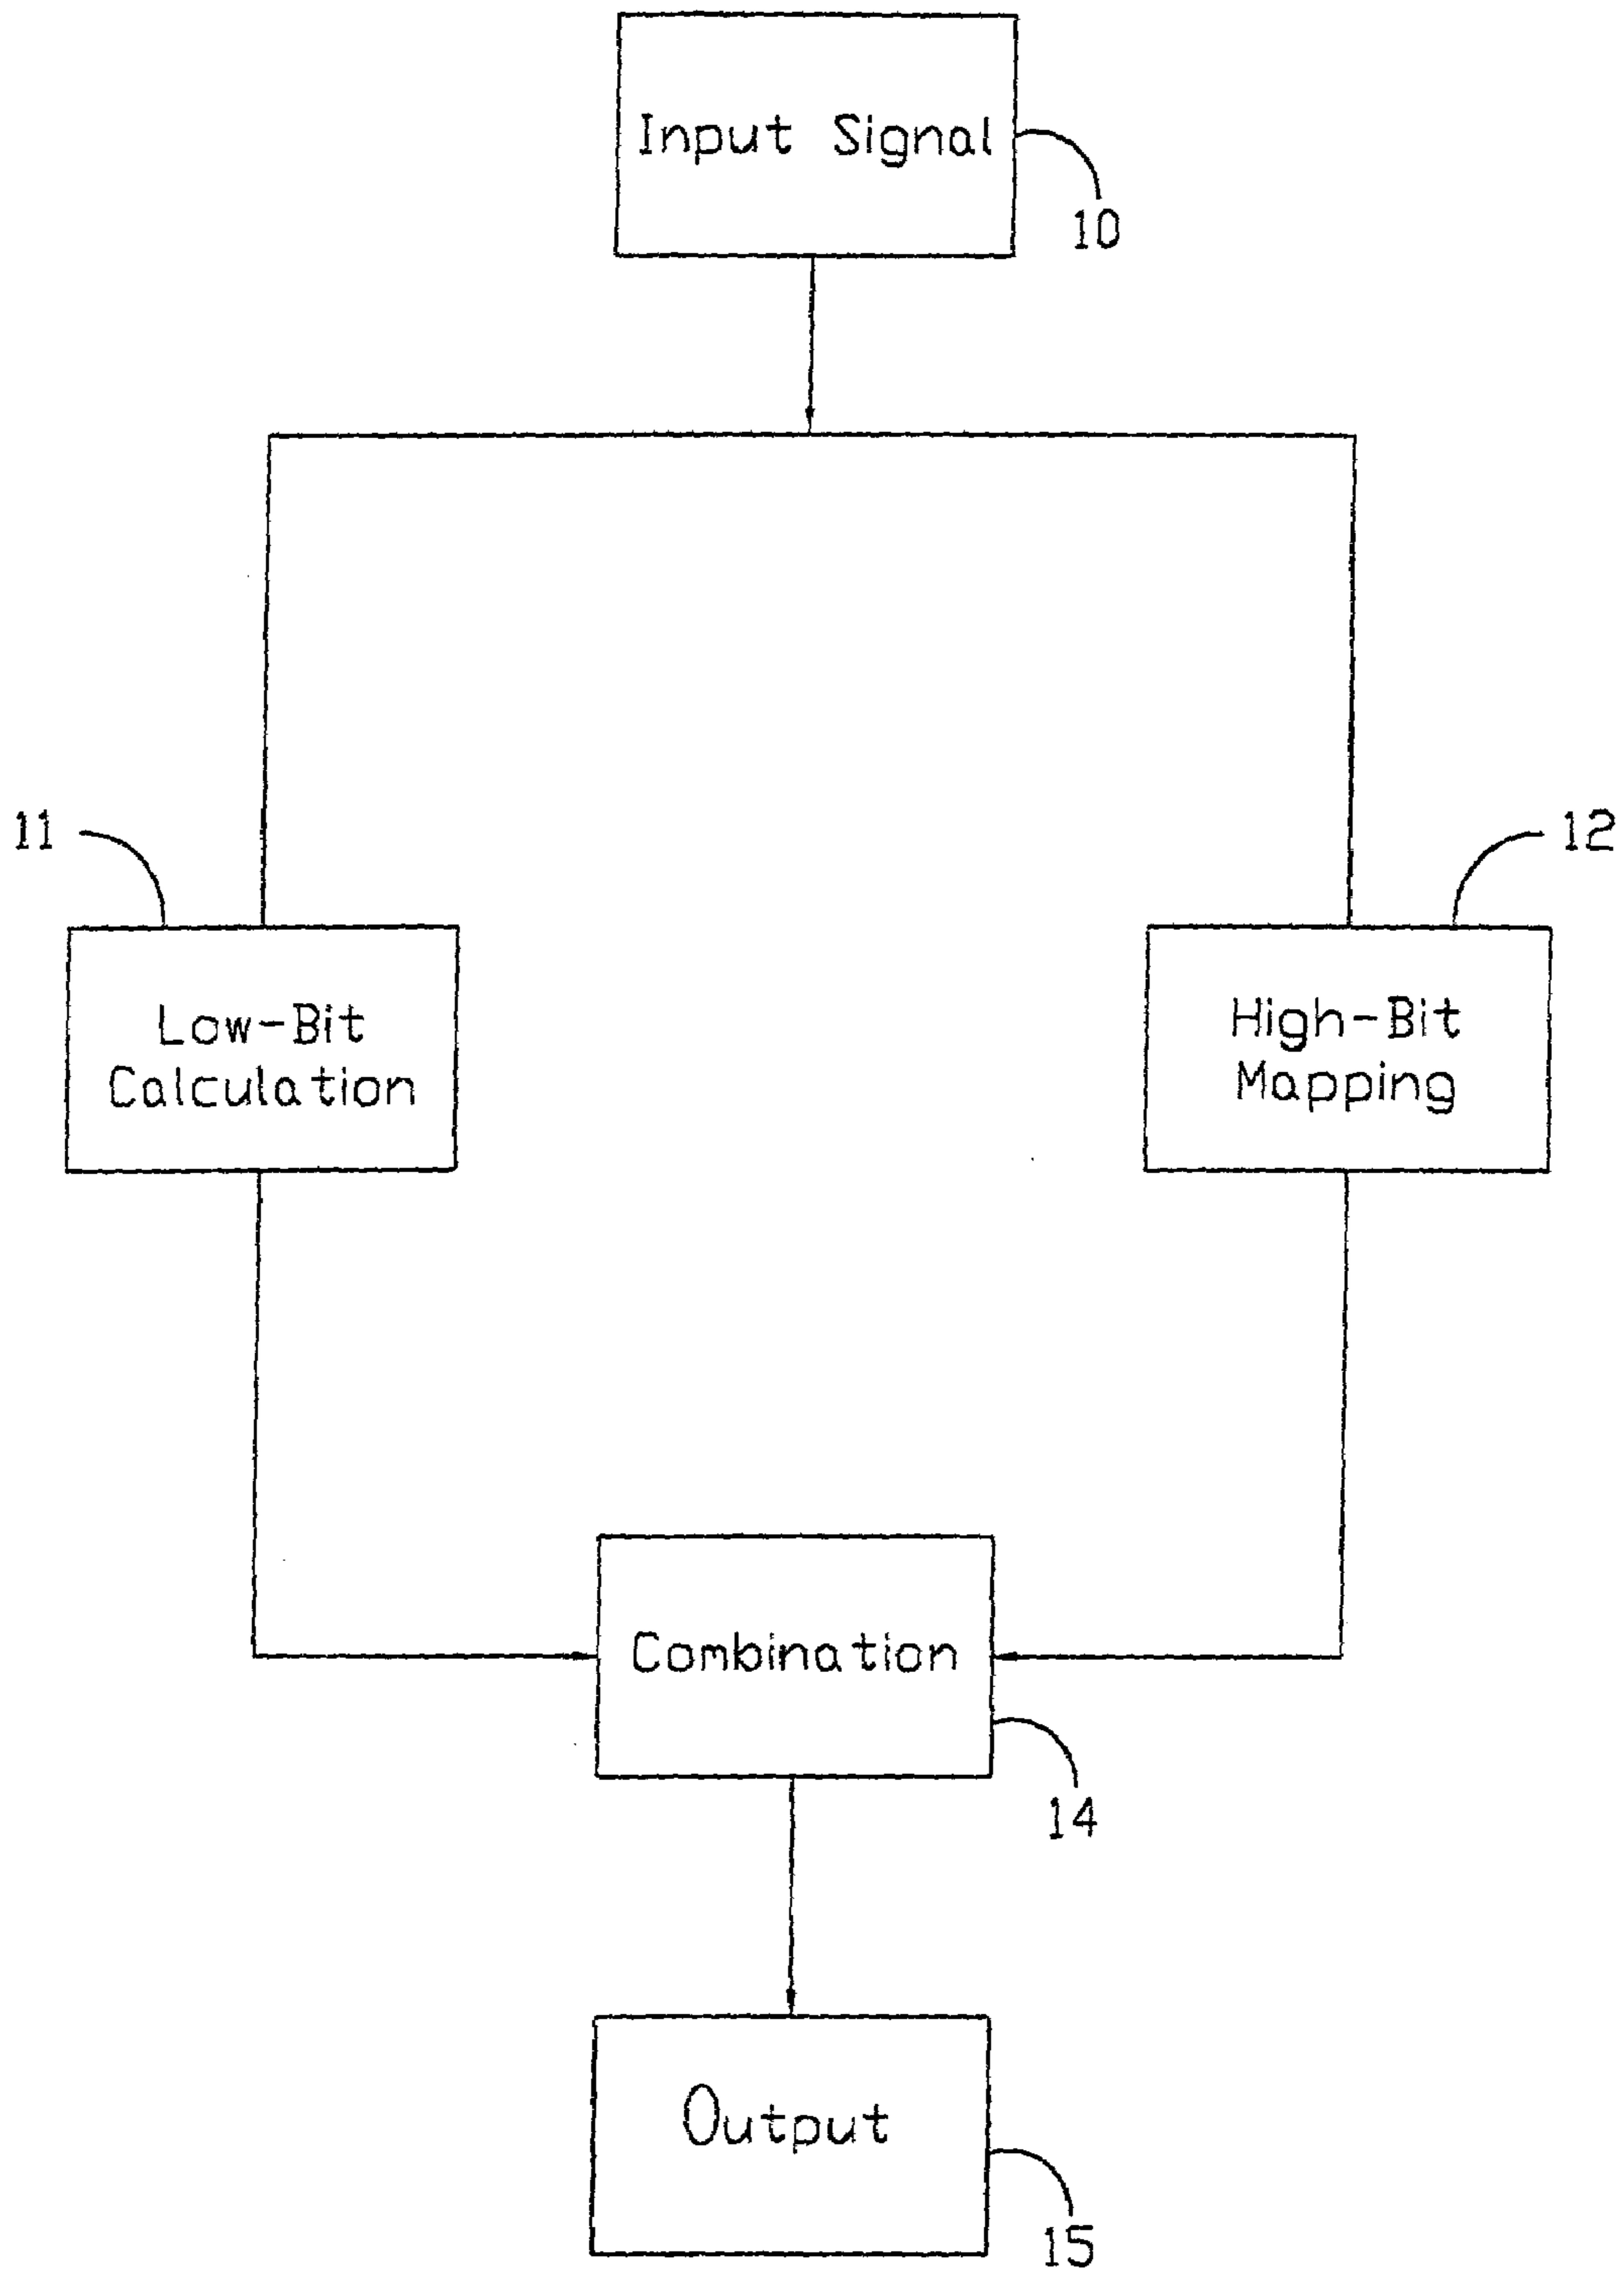 Input Signal
10
11
12
Low-Bit
Calculation
High-Bit
Mapping
Combination
14
Output
15